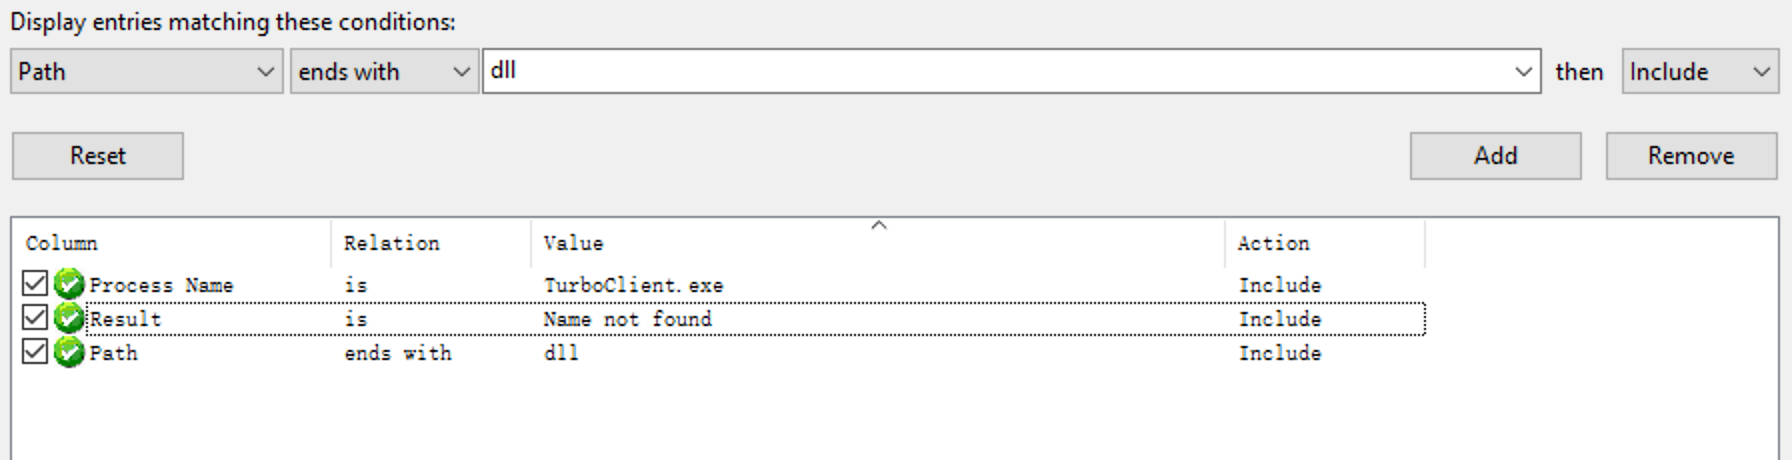 Display entries matching these conditions:
Path ends with dll then Include
Reset Add Remove
Column Relation Value Action
Process Name is TurboClient.exe Include
Result is Name not found Include
Path ends with dll Include